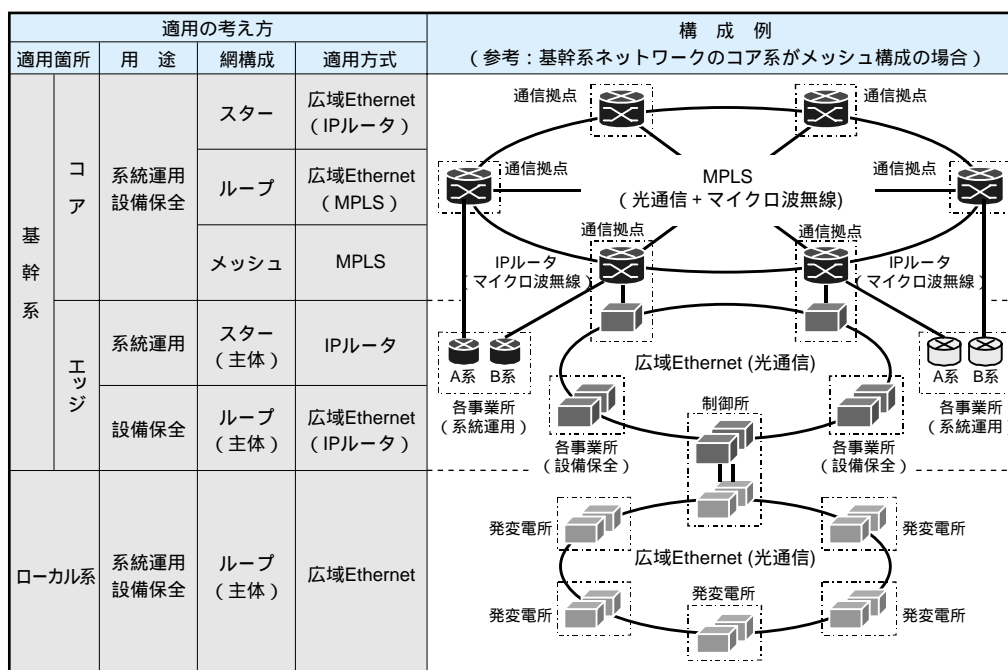 適用の考え方
適用箇所
用 途
網構成
適用方式
基幹系
コア
系統運用
設備保全
スター
広域Ethernet
(IPルータ)
ループ
広域Ethernet
(MPLS)
メッシュ
MPLS
エッジ
系統運用
スター
(主体)
IPルータ
設備保全
ループ
(主体)
広域Ethernet
(IPルータ)
ローカル系
系統運用
設備保全
ループ
(主体)
広域Ethernet
構 成 例
(参考:基幹系ネットワークのコア系がメッシュ構成の場合)
通信拠点
通信拠点
通信拠点
通信拠点
MPLS
(光通信+マイクロ波無線)
通信拠点
通信拠点
IPルータ
(マイクロ波無線)
IPルータ
(マイクロ波無線)
A系 B系
各事業所
(系統運用)
A系 B系
各事業所
(系統運用)
広域Ethernet (光通信)
制御所
各事業所
(設備保全)
各事業所
(設備保全)
発変電所
発変電所
広域Ethernet (光通信)
発変電所
発変電所
発変電所